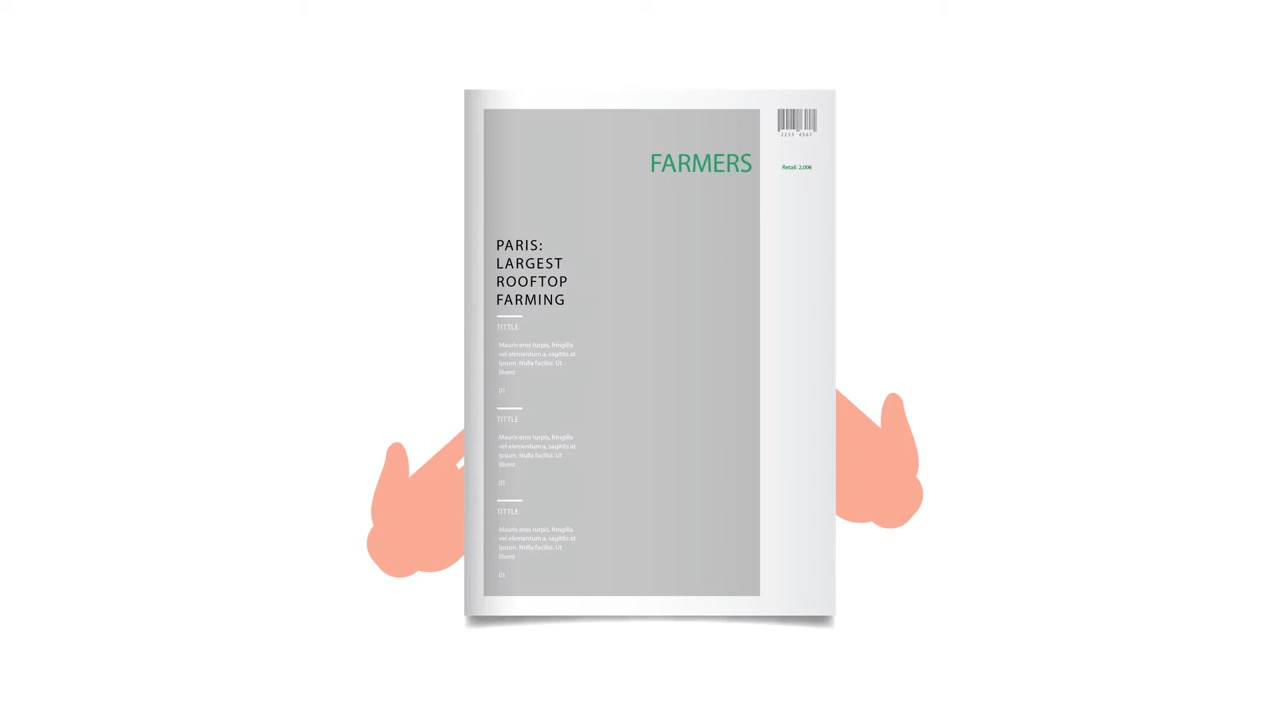 2255 4567
FARMERS
Retail: 2.00€
PARIS:
LARGEST
ROOFTOP
FARMING
TITTLE
Mauris eros turpis, fringilla
vel elementum a, sagittis at
ipsum. Nulla facilisi. Ut
libero
01
TITTLE
Mauris eros turpis, fringilla
vel elementum a, sagittis at
ipsum. Nulla facilisi. Ut
libero
01
TITTLE
Mauris eros turpis, fringilla
vel elementum a, sagittis at
ipsum. Nulla facilisi. Ut
libero
01